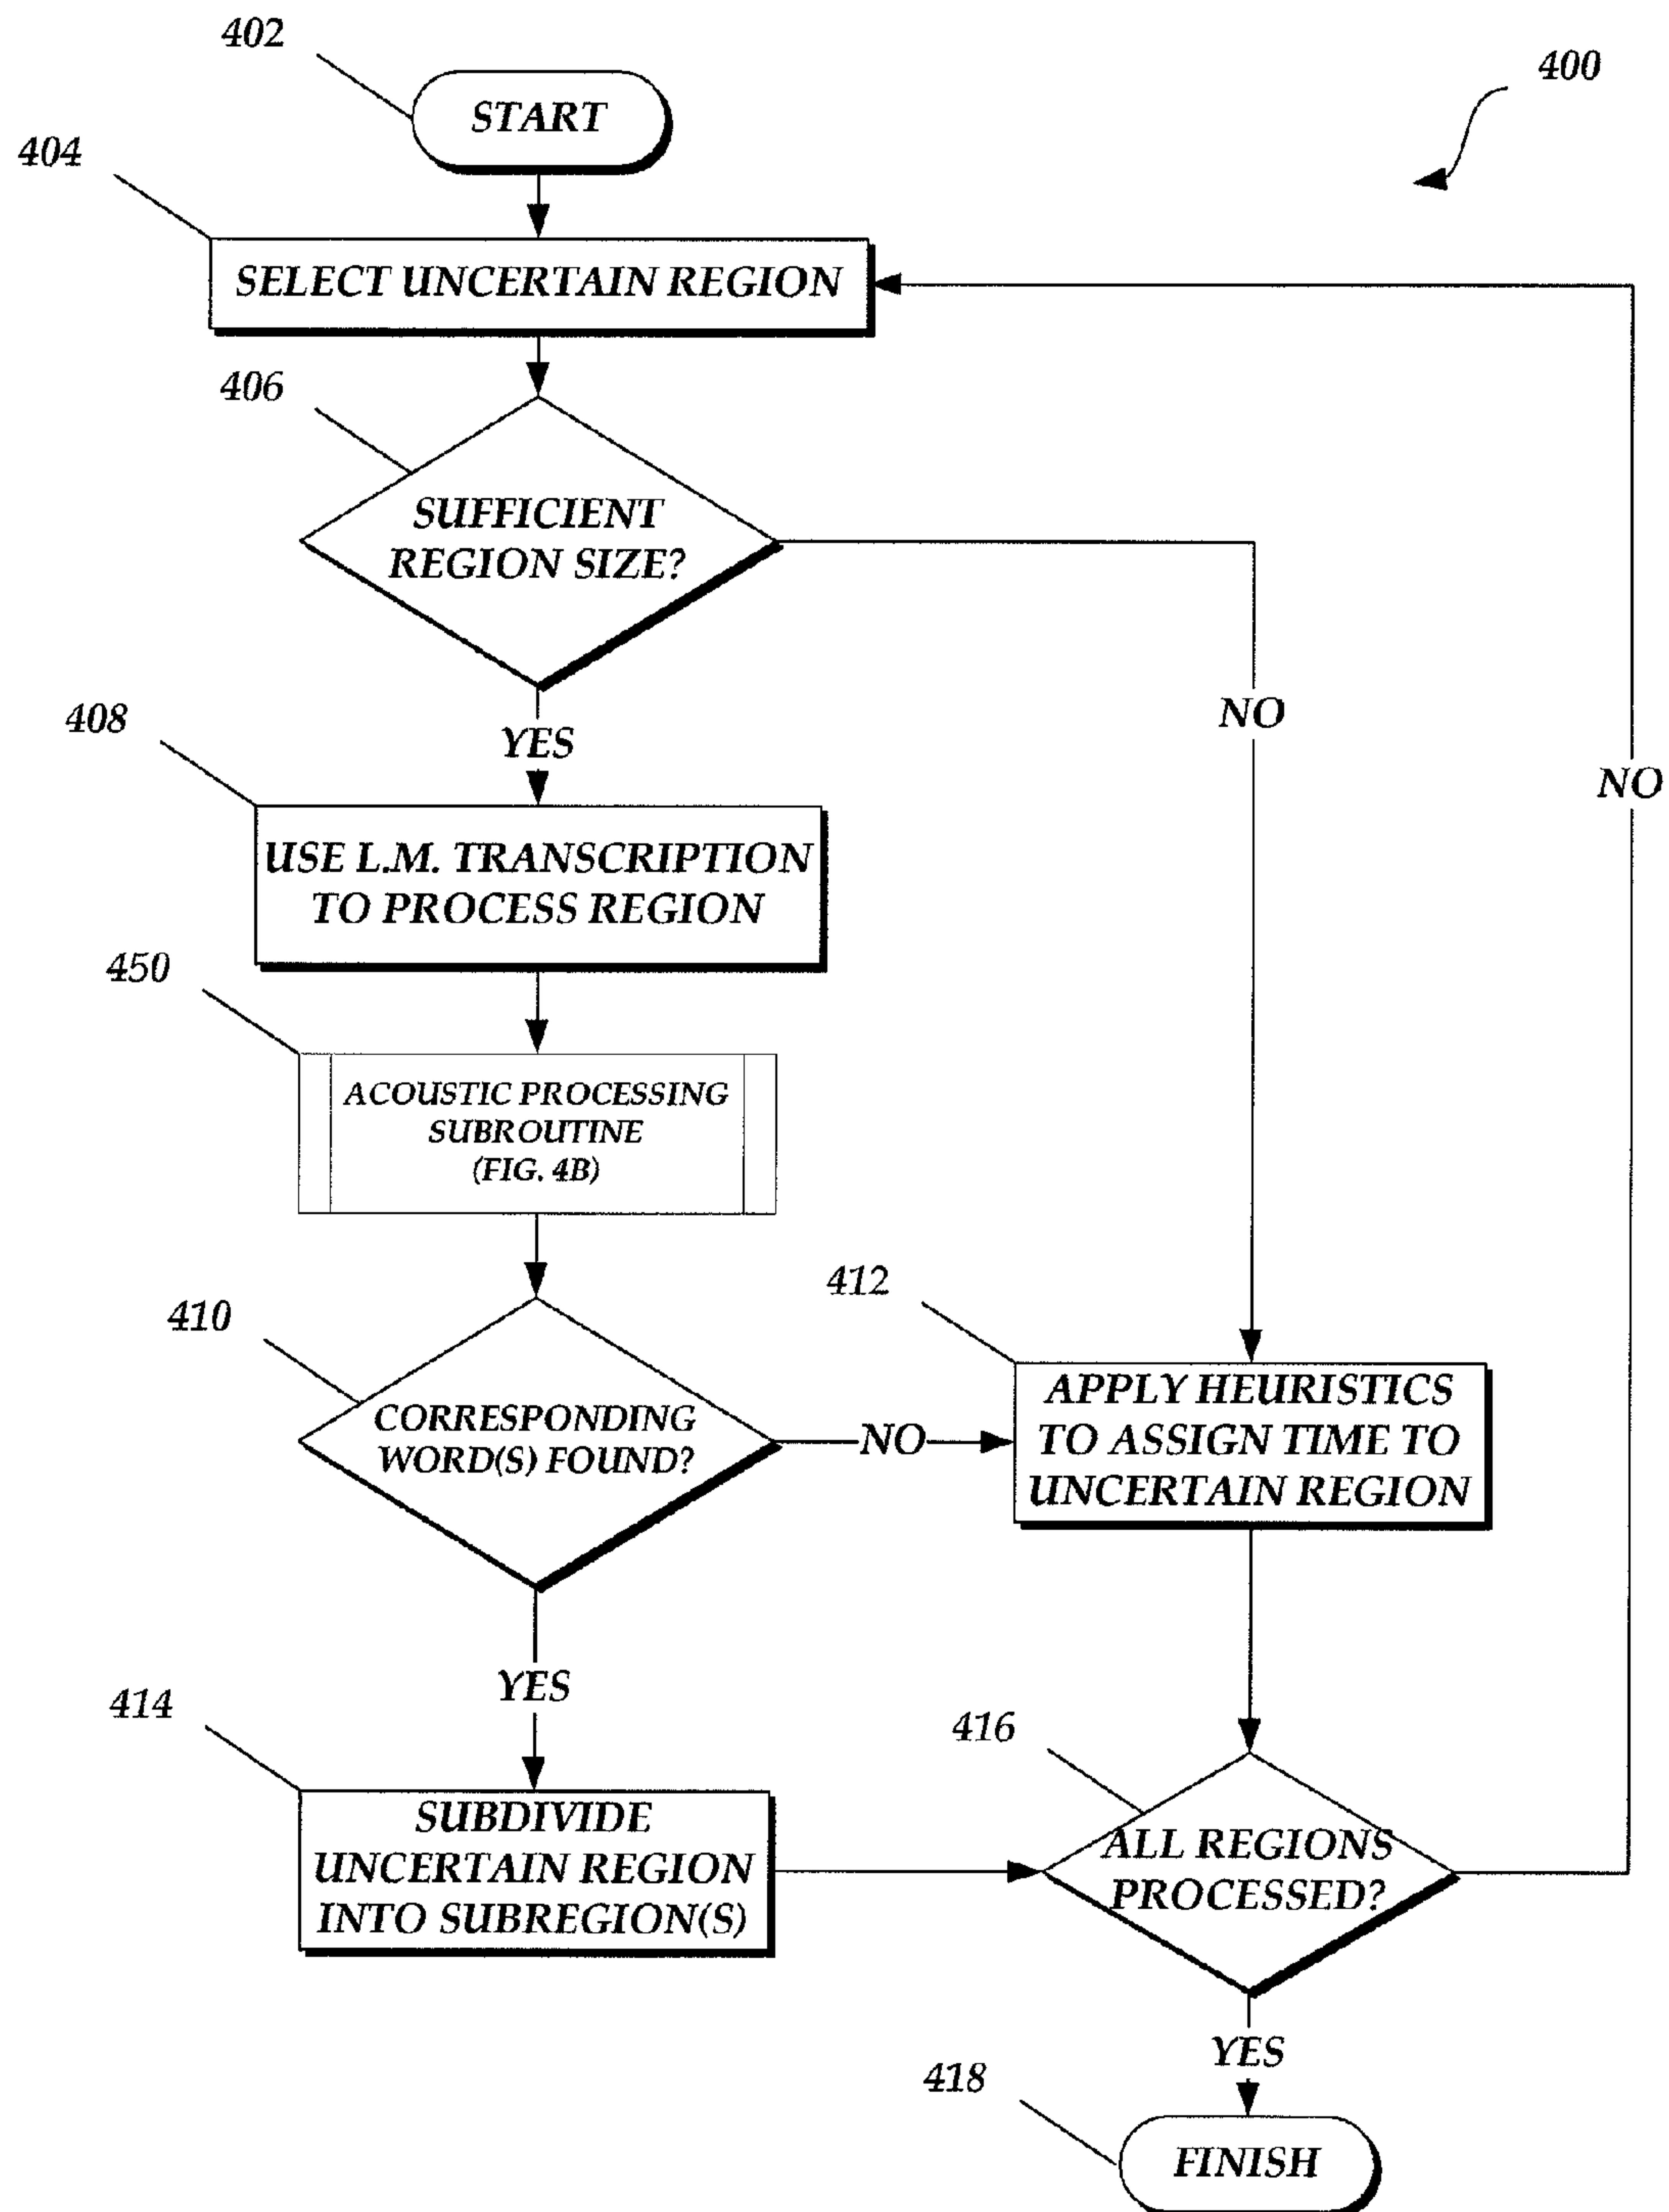 402
START
400
404
SELECT UNCERTAIN REGION
406
SUFFICIENT
REGION SIZE?
NO
NO
408
YES
USE L.M. TRANSCRIPTION
TO PROCESS REGION
450
ACOUSTIC PROCESSING
SUBROUTINE
(FIG. 4B)
410
CORRESPONDING
WORD(S) FOUND?
NO
412
APPLY HEURISTICS
TO ASSIGN TIME TO
UNCERTAIN REGION
YES
414
SUBDIVIDE
UNCERTAIN REGION
INTO SUBREGION(S)
416
ALL REGIONS
PROCESSED?
YES
418
FINISH